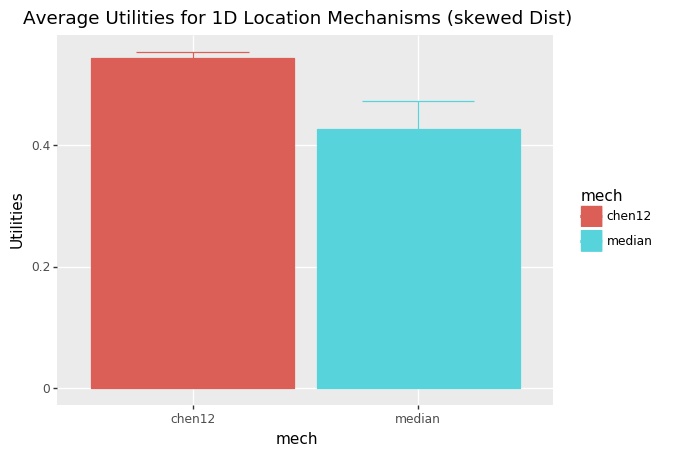 Average Utilities for 1D Location Mechanisms (skewed Dist)
Utilities
0.4
0.2
0
chen12
median
mech
mech
chen12
median